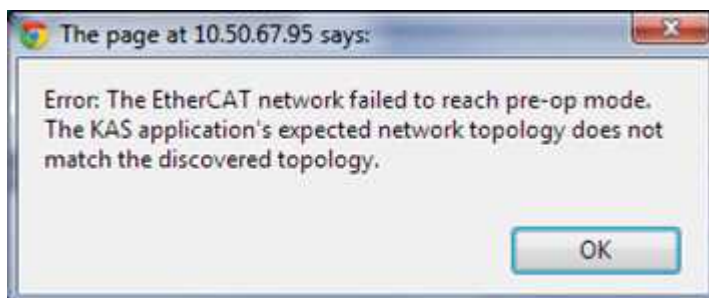 The page at 10.50.67.95 says:
Error: The EtherCAT network failed to reach pre-op mode.
The KAS application's expected network topology does not
match the discovered topology.
OK